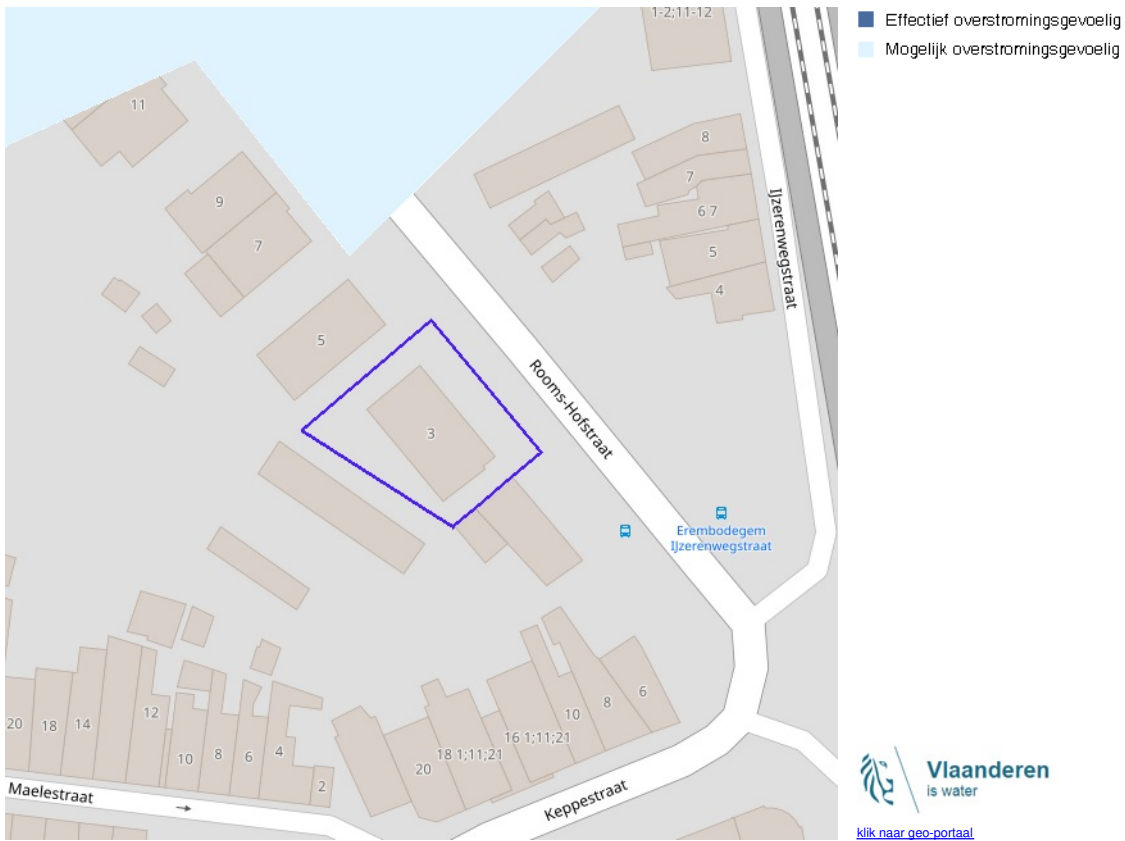 Effectief overstromingsgevoelig
Mogelijk overstromingsgevoelig
1-2;11-12
11
8
7
9
6 7
7
5
4
IJzerenwegstraat
5
Rooms-Hofstraat
3
Erembodegem
IJzerenwegstraat
20
18
14
12
10
8
6
4
2
20
18 1;11;21
16 1;11;21
10
8
6
Maelestraat
Keppestraat
Vlaanderen
is water
klik naar geo-portaal